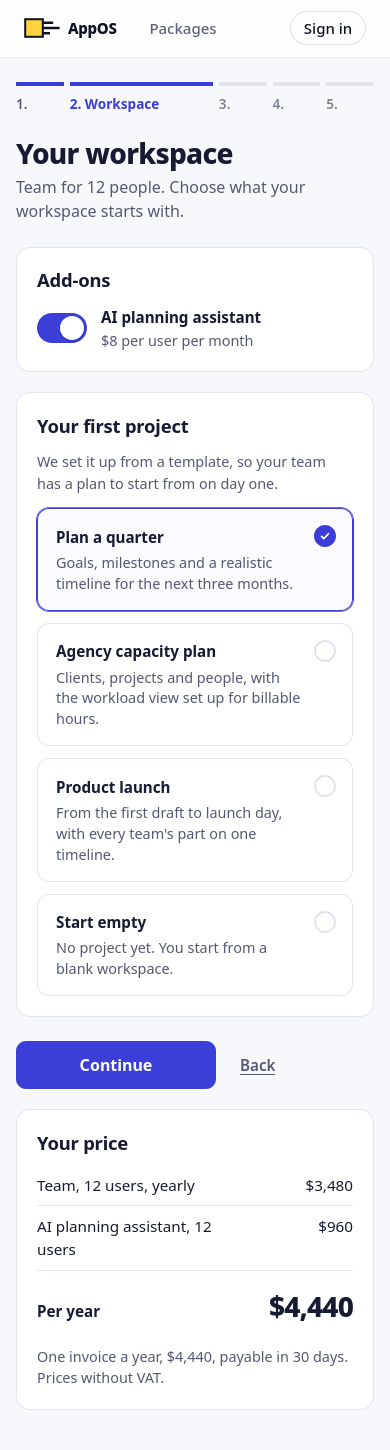 AppOS
Packages
Sign in
1.
2. Workspace
3.
4.
5.
Your workspace
Team for 12 people. Choose what your
workspace starts with.
Add-ons
AI planning assistant
$8 per user per month
Your first project
We set it up from a template, so your team
has a plan to start from on day one.
Plan a quarter
Goals, milestones and a realistic
timeline for the next three months.
Agency capacity plan
Clients, projects and people, with
the workload view set up for billable
hours.
Product launch
From the first draft to launch day,
with every team's part on one
timeline.
Start empty
No project yet. You start from a
blank workspace.
Continue
Back
Your price
Team, 12 users, yearly $3,480
AI planning assistant, 12 $960
users
Per year $4,440
One invoice a year, $4,440, payable in 30 days.
Prices without VAT.